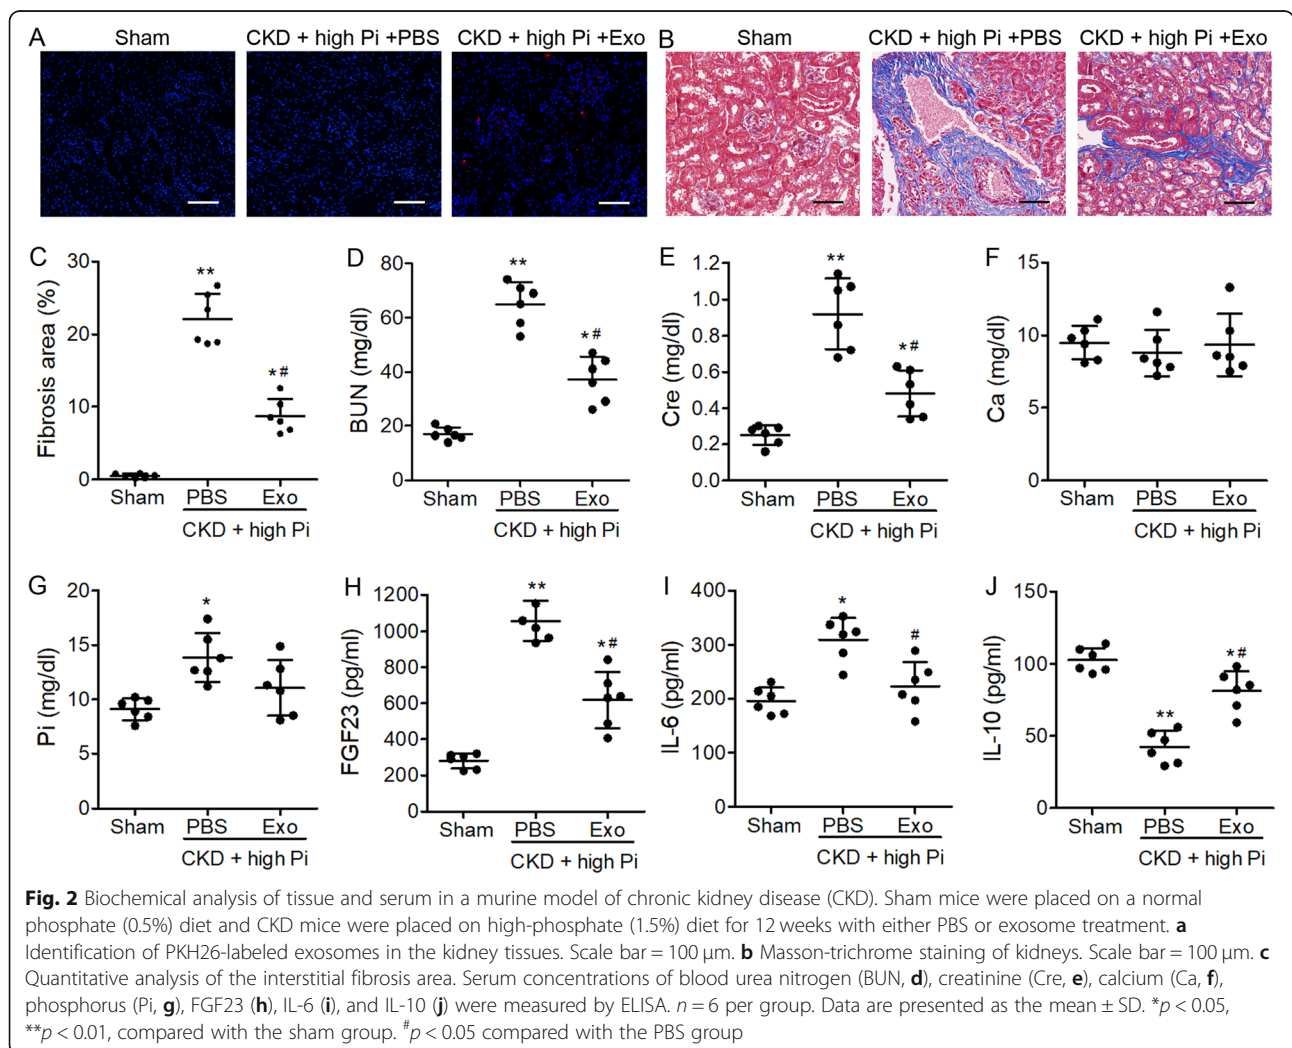 A Sham CKD + high Pi +PBS CKD + high Pi +Exo B Sham CKD + high Pi +PBS CKD + high Pi +Exo
C
Fibrosis area (%)
30
20
10
0
**
*#
Sham PBS Exo
CKD + high Pi
D
BUN (mg/dl)
80
60
40
20
0
**
*#
Sham PBS Exo
CKD + high Pi
E
Cre (mg/dl)
1.2
1.0
0.8
0.6
0.4
0.2
0.0
**
*#
Sham PBS Exo
CKD + high Pi
F
Ca (mg/dl)
15
10
5
0
Sham PBS Exo
CKD + high Pi
G
Pi (mg/dl)
20
15
10
5
0
*
Sham PBS Exo
CKD + high Pi
H
FGF23 (pg/ml)
1200
1000
800
600
400
200
0
**
*#
Sham PBS Exo
CKD + high Pi
I
IL-6 (pg/ml)
400
300
200
100
0
*
#
Sham PBS Exo
CKD + high Pi
J
IL-10 (pg/ml)
150
100
50
0
**
*#
Sham PBS Exo
CKD + high Pi
Fig. 2 Biochemical analysis of tissue and serum in a murine model of chronic kidney disease (CKD). Sham mice were placed on a normal
phosphate (0.5%) diet and CKD mice were placed on high-phosphate (1.5%) diet for 12 weeks with either PBS or exosome treatment. a
Identification of PKH26-labeled exosomes in the kidney tissues. Scale bar = 100 μm. b Masson-trichrome staining of kidneys. Scale bar = 100 μm. c
Quantitative analysis of the interstitial fibrosis area. Serum concentrations of blood urea nitrogen (BUN, d), creatinine (Cre, e), calcium (Ca, f),
phosphorus (Pi, g), FGF23 (h), IL-6 (i), and IL-10 (j) were measured by ELISA. n = 6 per group. Data are presented as the mean ± SD. *p < 0.05,
**p < 0.01, compared with the sham group. #p < 0.05 compared with the PBS group